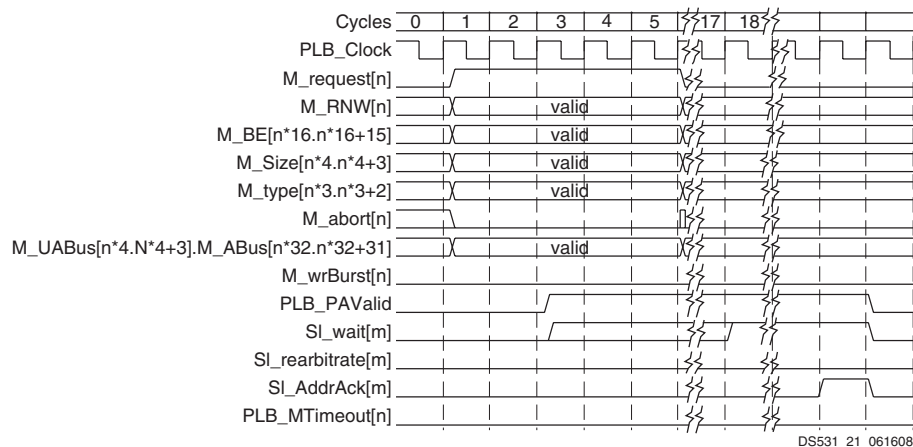 Cycles 0 1 2 3 4 5 17 18
PLB_Clock
M_request[n]
M_RNW[n] valid
M_BE[n*16.n*16+15] valid
M_Size[n*4.n*4+3] valid
M_type[n*3.n*3+2] valid
M_abort[n]
M_UABus[n*4.N*4+3].M_ABus[n*32.n*32+31] valid
M_wrBurst[n]
PLB_PAValid
Sl_wait[m]
Sl_rearbitrate[m]
Sl_AddrAck[m]
PLB_MTimeout[n]
DS531_21_061608